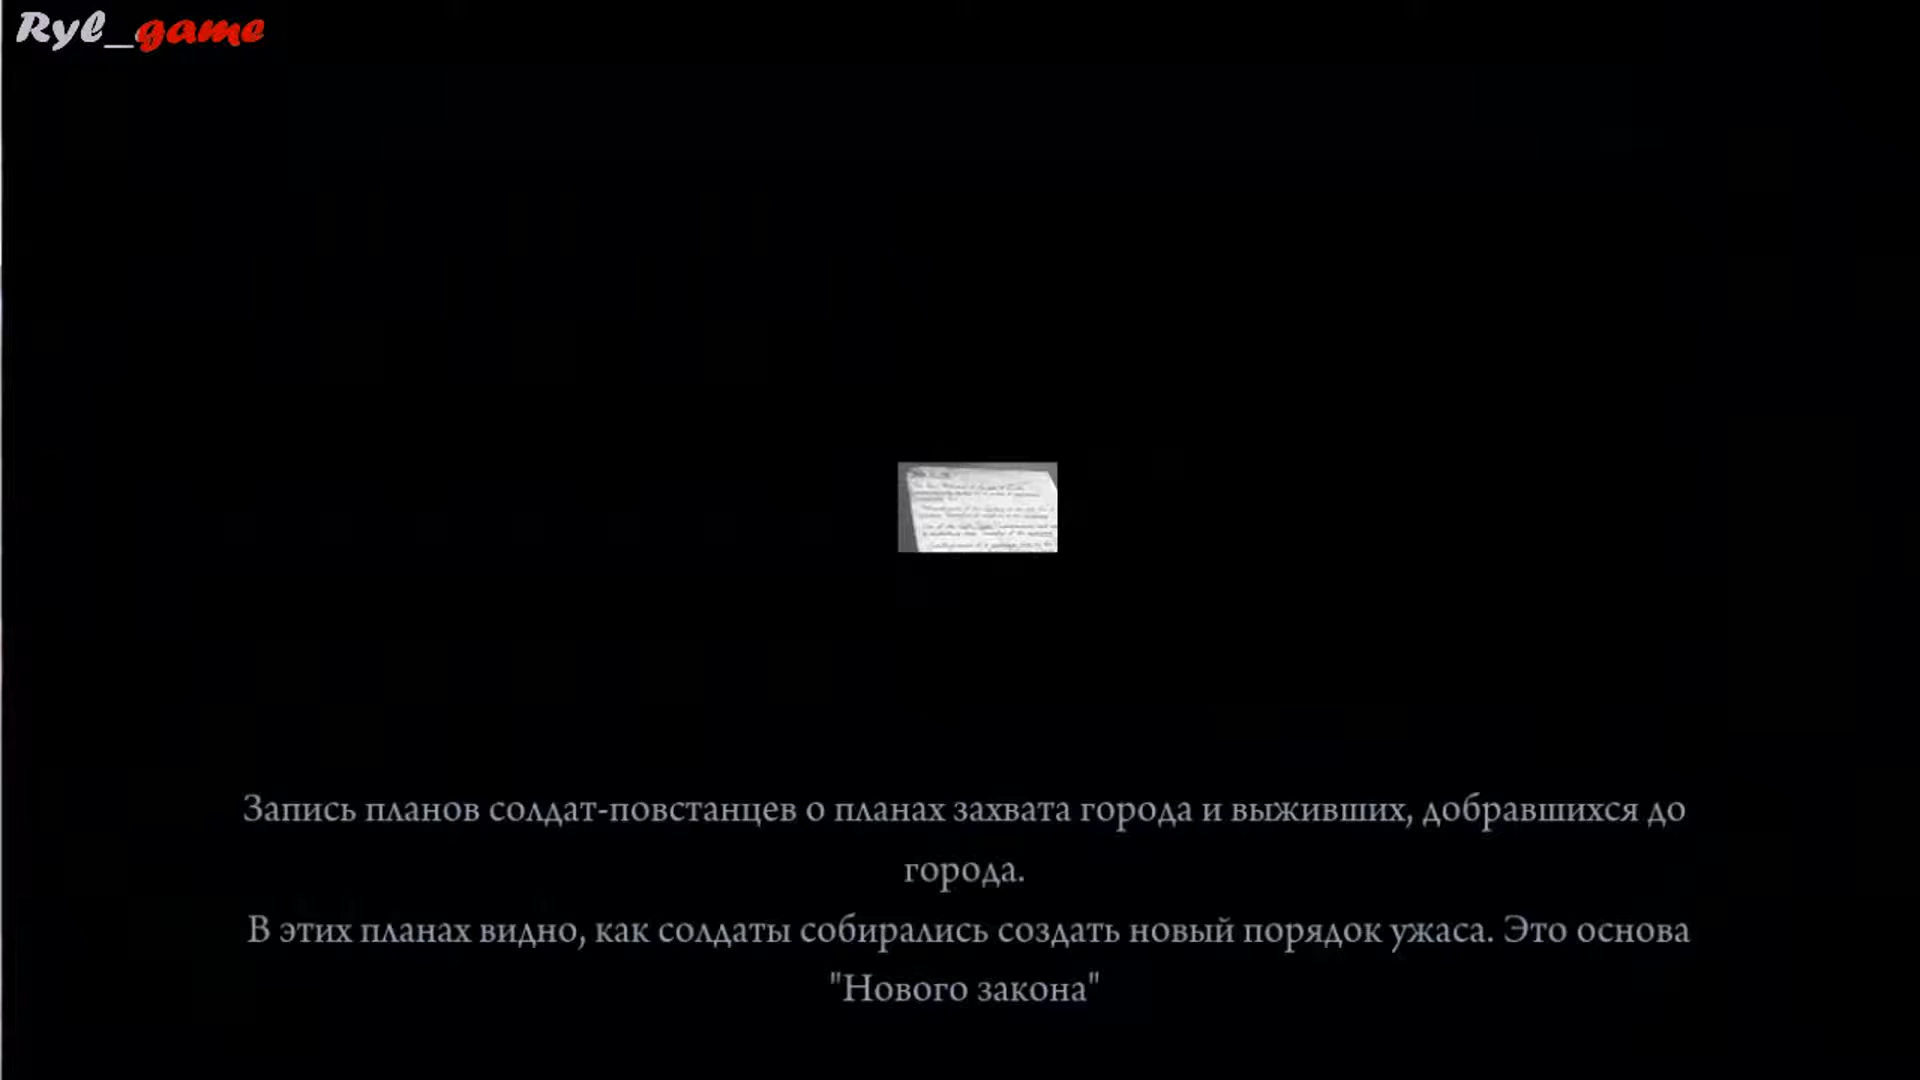 Ryl_game
Запись планов солдат-повстанцев о планах захвата города и выживших, добравшихся до
города.
В этих планах видно, как солдаты собирались создать новый порядок ужаса. Это основа
"Нового закона"